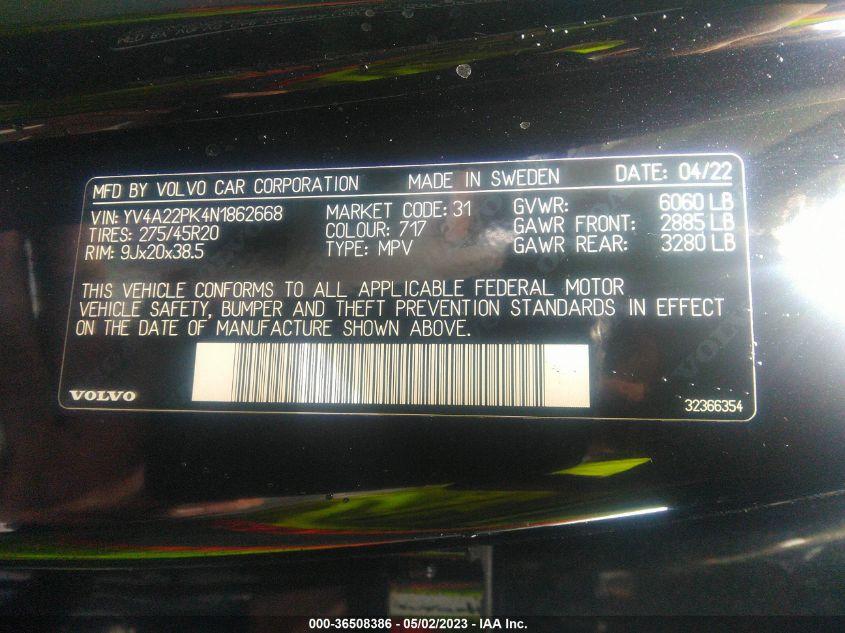 MFD BY VOLVO CAR CORPORATION MADE IN SWEDEN DATE: 04/22
VIN: YV4A22PK4N1862668 MARKET CODE: 31 GVWR: 6060 LB
TIRES: 275/45R20 COLOUR: 717 GAWR FRONT: 2885 LB
RIM: 9Jx20x38.5 TYPE: MPV GAWR REAR: 3280 LB
THIS VEHICLE CONFORMS TO ALL APPLICABLE FEDERAL MOTOR
VEHICLE SAFETY, BUMPER AND THEFT PREVENTION STANDARDS IN EFFECT
ON THE DATE OF MANUFACTURE SHOWN ABOVE.
VOLVO 32366354
000-36508386 - 05/02/2023 - IAA Inc.